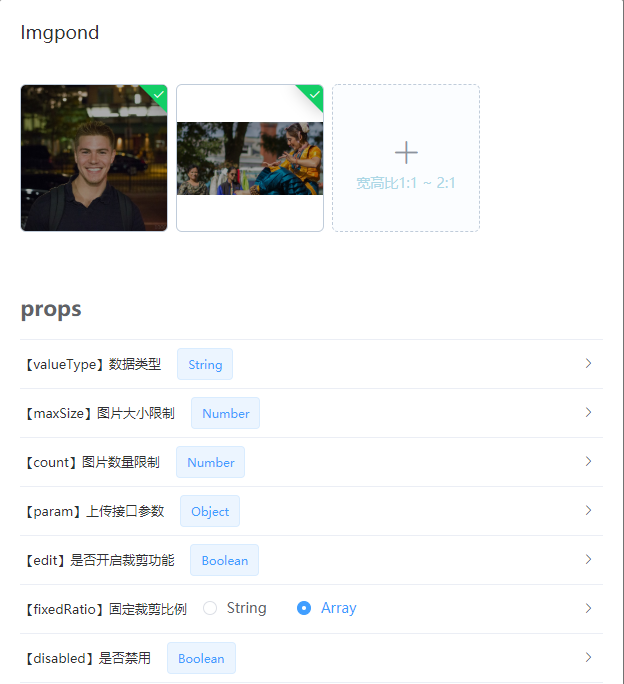 Imgpond
宽高比1:1 ~ 2:1
props
【valueType】数据类型 String
【maxSize】图片大小限制 Number
【count】图片数量限制 Number
【param】上传接口参数 Object
【edit】是否开启裁剪功能 Boolean
【fixedRatio】固定裁剪比例 String Array
【disabled】是否禁用 Boolean